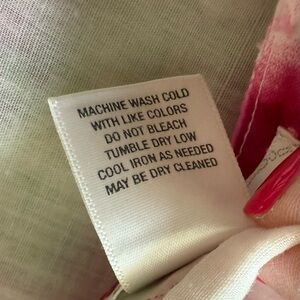 MACHINE WASH COLD
WITH LIKE COLORS
DO NOT BLEACH
TUMBLE DRY LOW
COOL IRON AS NEEDED
MAY BE DRY CLEANED